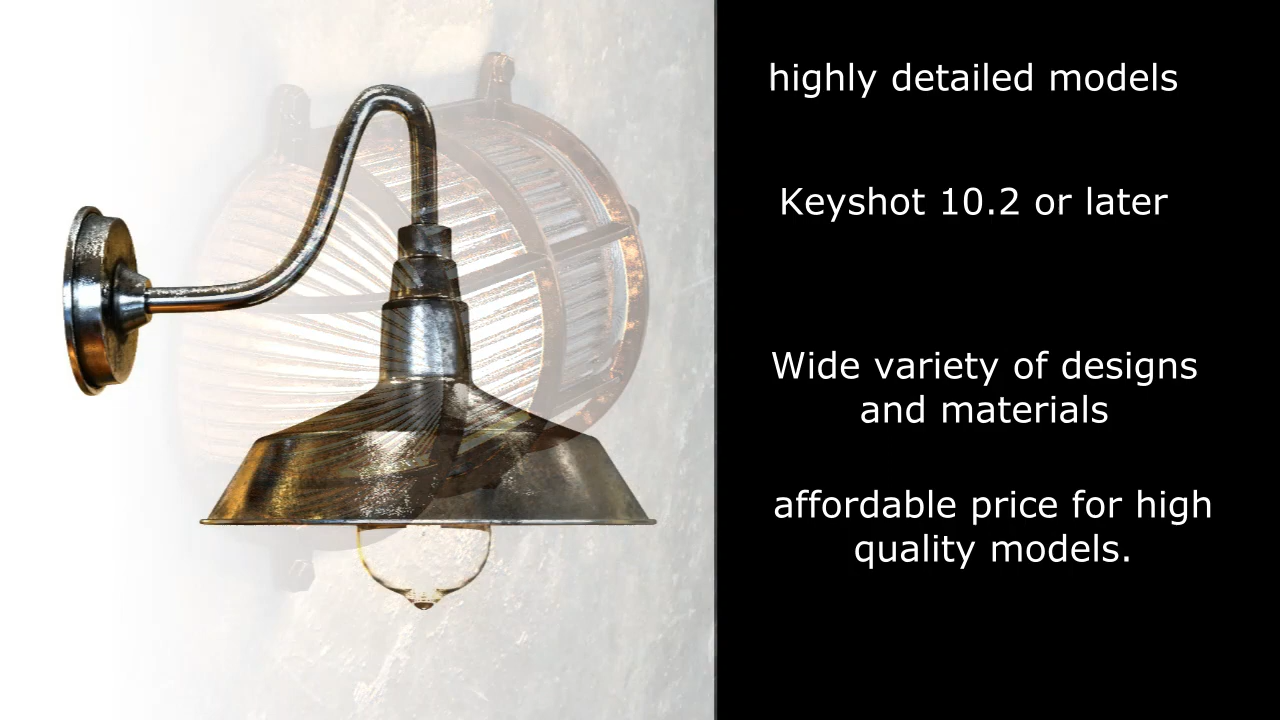 highly detailed models
Keyshot 10.2 or later
Wide variety of designs
and materials
affordable price for high
quality models.